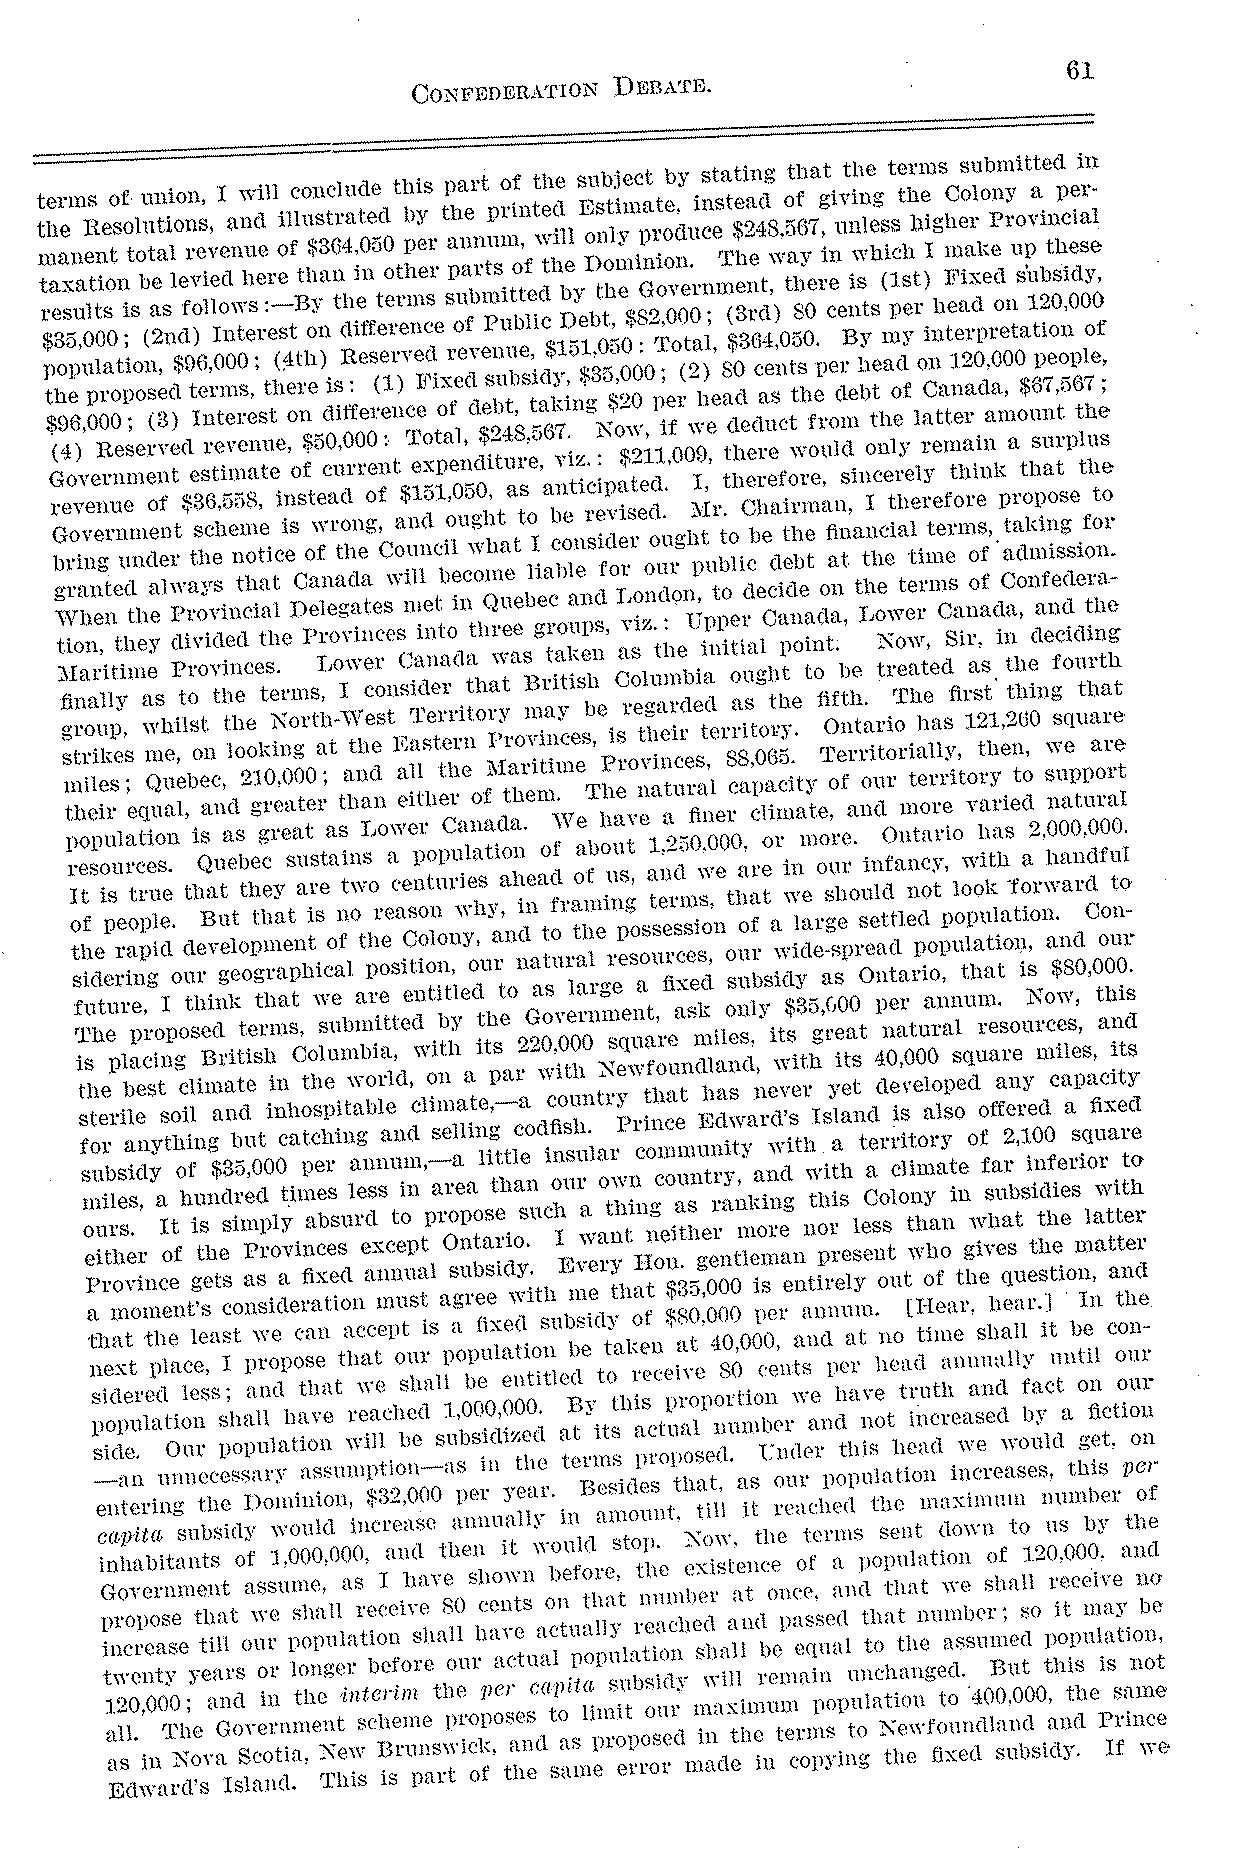 61
CONFEDERATION DEBATE.
terms of union, I will conclude this part of the subject by stating that the terms submitted in
the Resolutions, and illustrated by the printed Estimate, instead of giving the Colony a per-
manent total revenue of $364,050 per annum, will only produce $248,567, unless higher Provincial
taxation be levied here than in other parts of the Dominion. The way in which I make up these
results is as follows:—By the terms submitted by the Government, there is (1st) Fixed subsidy,
$35,000; (2nd) Interest on difference of Public Debt, $82,000; (3rd) 80 cents per head on 120,000
population, $96,000; (4th) Reserved revenue, $151,050: Total, $364,050. By my interpretation of
the proposed terms, there is: (1) Fixed subsidy, $35,000; (2) 80 cents per head on 120,000 people,
$96,000; (3) Interest on difference of debt, taking $20 per head as the debt of Canada, $67,567;
(4) Reserved revenue, $50,000: Total, $248,567. Now, if we deduct from the latter amount the
Government estimate of current expenditure, viz.: $211,009, there would only remain a surplus
revenue of $36,558, instead of $151,050, as anticipated. I, therefore, sincerely think that the
Government scheme is wrong, and ought to be revised. Mr. Chairman, I therefore propose to
bring under the notice of the Council what I consider ought to be the financial terms, taking for
granted always that Canada will become liable for our public debt at the time of admission.
When the Provincial Delegates met in Quebec and London, to decide on the terms of Confedera-
tion, they divided the Provinces into three groups, viz.: Upper Canada, Lower Canada, and the
Maritime Provinces. Lower Canada was taken as the initial point. Now, Sir, in deciding
finally as to the terms, I consider that British Columbia ought to be treated as the fourth
group, whilst the North-West Territory may be regarded as the fifth. The first thing that
strikes me, on looking at the Eastern Provinces, is their territory. Ontario has 121,260 square
miles; Quebec, 210,000; and all the Maritime Provinces, 88,065. Territorially, then, we are
their equal, and greater than either of them. The natural capacity of our territory to support
population is as great as Lower Canada. We have a finer climate, and more varied natural
resources. Quebec sustains a population of about 1,250,000, or more. Ontario has 2,000,000.
It is true that they are two centuries ahead of us, and we are in our infancy, with a handful
of people. But that is no reason why, in framing terms, that we should not look forward to
the rapid development of the Colony, and to the possession of a large settled population. Con-
sidering our geographical position, our natural resources, our wide-spread population, and our
future, I think that we are entitled to as large a fixed subsidy as Ontario, that is $80,000.
The proposed terms, submitted by the Government, ask only $35,000 per annum. Now, this
is placing British Columbia, with its 220,000 square miles, its great natural resources, and
the best climate in the world, on a par with Newfoundland, with its 40,000 square miles, its
sterile soil and inhospitable climate,—a country that has never yet developed any capacity
for anything but catching and selling codfish. Prince Edward's Island is also offered a fixed
subsidy of $35,000 per annum,—a little insular community with a territory of 2,100 square
miles, a hundred times less in area than our own country, and with a climate far inferior to
ours. It is simply absurd to propose such a thing as ranking this Colony in subsidies with
either of the Provinces except Ontario. I want neither more nor less than what the latter
Province gets as a fixed annual subsidy. Every Hon. gentleman present who gives the matter
a moment's consideration must agree with me that $35,000 is entirely out of the question, and
that the least we can accept is a fixed subsidy of $80,000 per annum. [Hear, hear.] In the
next place, I propose that our population be taken at 40,000, and at no time shall it be con-
sidered less; and that we shall be entitled to receive 80 cents per head annually until our
population shall have reached 1,000,000. By this proportion we have truth and fact on our
side. Our population will be subsidized at its actual number and not increased by a fiction
—an unnecessary assumption—as in the terms proposed. Under this head we would get, on
entering the Dominion, $32,000 per year. Besides that, as our population increases, this per
capita subsidy would increase annually in amount, till it reached the maximum number of
inhabitants of 1,000,000, and then it would stop. Now, the terms sent down to us by the
Government assume, as I have shown before, the existence of a population of 120,000, and
propose that we shall receive 80 cents on that number at once, and that we shall receive no
increase till our population shall have actually reached and passed that number; so it may be
twenty years or longer before our actual population shall be equal to the assumed population,
120,000; and in the interim the per capita subsidy will remain unchanged. But this is not
all. The Government scheme proposes to limit our maximum population to 400,000, the same
as in Nova Scotia, New Brunswick, and as proposed in the terms to Newfoundland and Prince
Edward's Island. This is part of the same error made in copying the fixed subsidy. If we